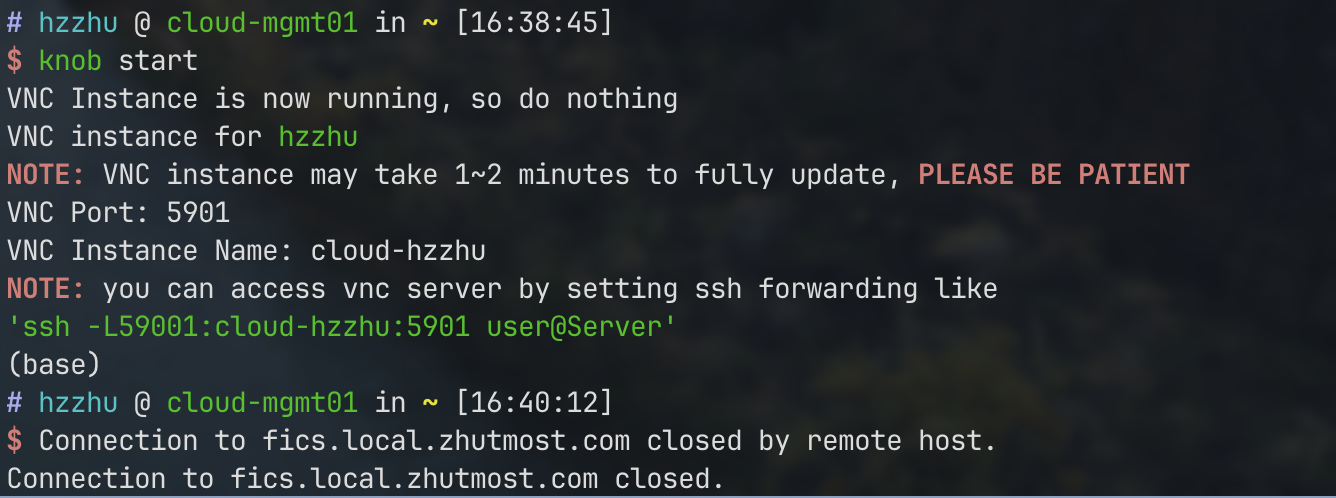 # hzzhu @ cloud-mgmt01 in ~ [16:38:45]
$ knob start
VNC Instance is now running, so do nothing
VNC instance for hzzhu
NOTE: VNC instance may take 1~2 minutes to fully update, PLEASE BE PATIENT
VNC Port: 5901
VNC Instance Name: cloud-hzzhu
NOTE: you can access vnc server by setting ssh forwarding like
'ssh -L59001:cloud-hzzhu:5901 user@Server'
(base)
# hzzhu @ cloud-mgmt01 in ~ [16:40:12]
$ Connection to fics.local.zhutmost.com closed by remote host.
Connection to fics.local.zhutmost.com closed.